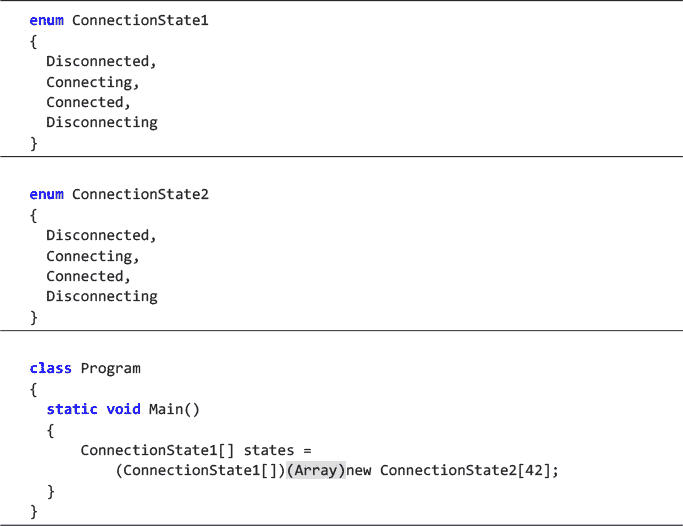 enum ConnectionState1
{
  Disconnected,
  Connecting,
  Connected,
  Disconnecting
}
enum ConnectionState2
{
  Disconnected,
  Connecting,
  Connected,
  Disconnecting
}
class Program
{
  static void Main()
  {
      ConnectionState1[] states =
          (ConnectionState1[])(Array)new ConnectionState2[42];
  }
}